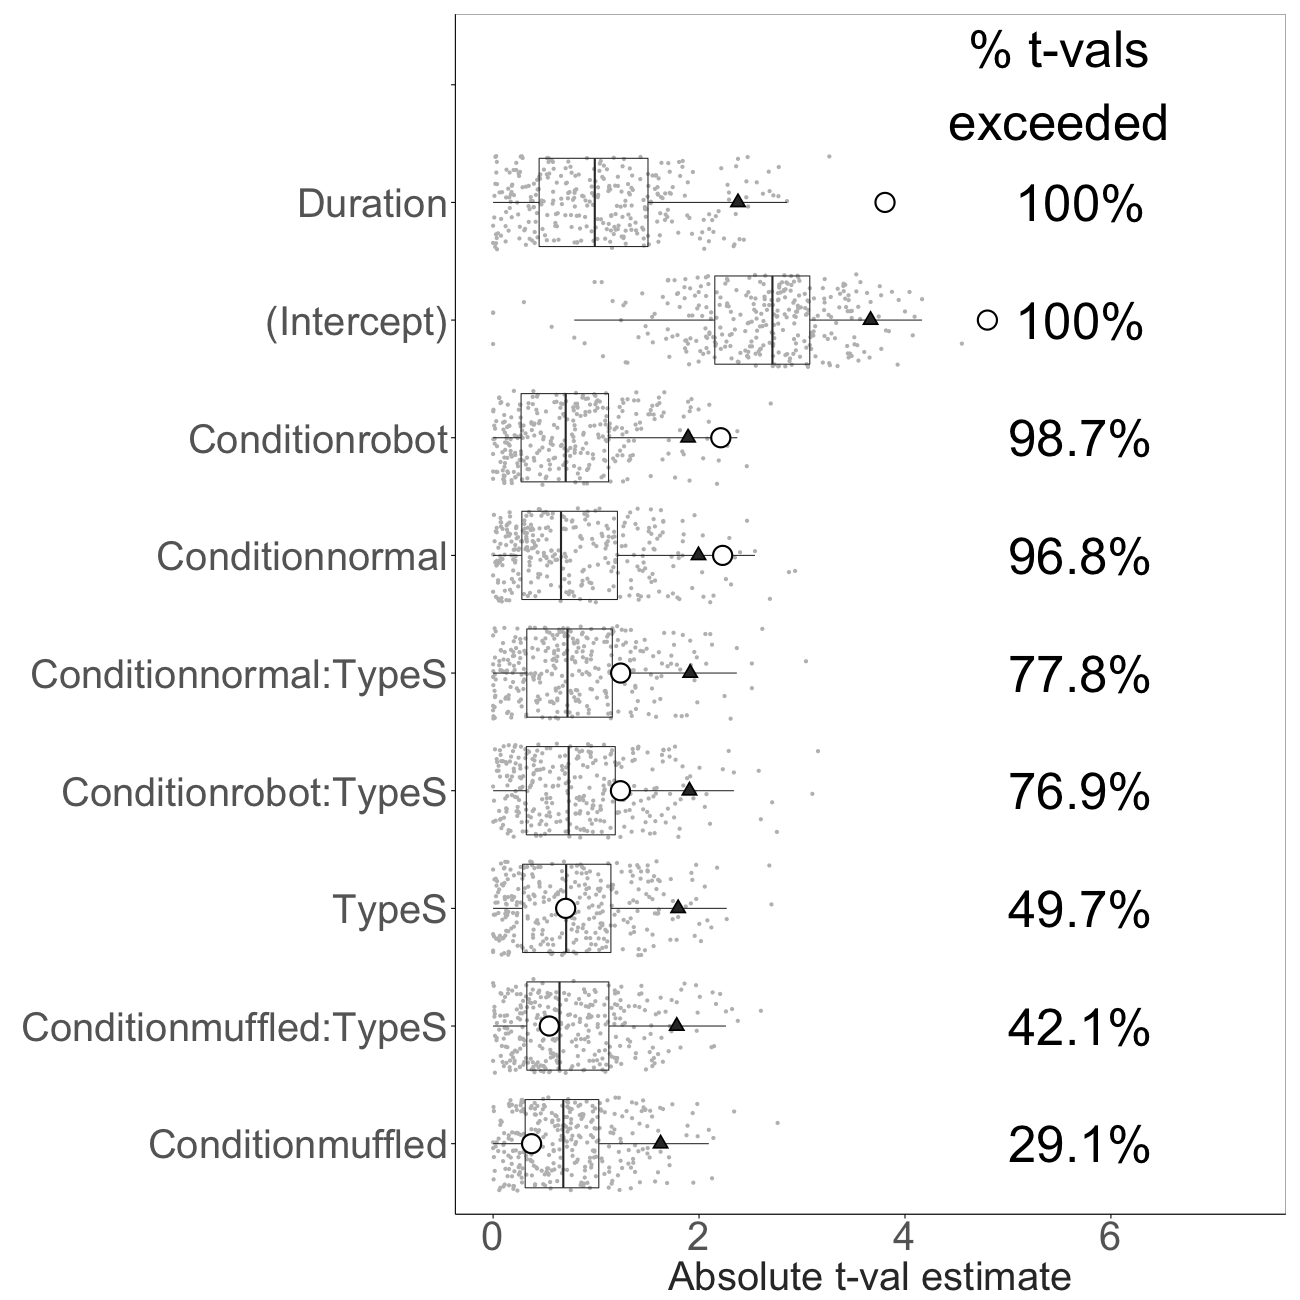 % t-vals
exceeded
Duration 100%
(Intercept) 100%
Conditionrobot 98.7%
Conditionnormal 96.8%
Conditionnormal:TypeS 77.8%
Conditionrobot:TypeS 76.9%
TypeS 49.7%
Conditionmuffled:TypeS 42.1%
Conditionmuffled 29.1%
0 2 4 6
Absolute t-val estimate